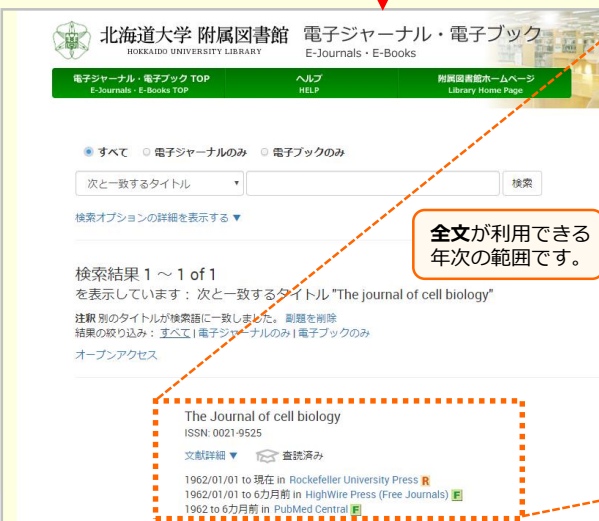 北海道大学 附属図書館 電子ジャーナル・電子ブック
HOKKAIDO UNIVERSITY LIBRARY E-Journals・E-Books
電子ジャーナル・電子ブック TOP ヘルプ 附属図書館ホームページ
E-Journals・E-Books TOP HELP Library Home Page
すべて 電子ジャーナルのみ 電子ブックのみ
次と一致するタイトル 検索
検索オプションの詳細を表示する ▼
全文が利用できる
年次の範囲です。
検索結果 1 ～ 1 of 1
を表示しています： 次と一致するタイトル "The journal of cell biology"
注釈 別のタイトルが検索語に一致しました。 副題を削除
結果の絞り込み： すべて | 電子ジャーナルのみ | 電子ブックのみ
オープンアクセス
The Journal of cell biology
ISSN: 0021-9525
文献詳細 ▼ 査読済み
1962/01/01 to 現在 in Rockefeller University Press R
1962/01/01 to 6カ月前 in HighWire Press (Free Journals) F
1962 to 6カ月前 in PubMed Central F